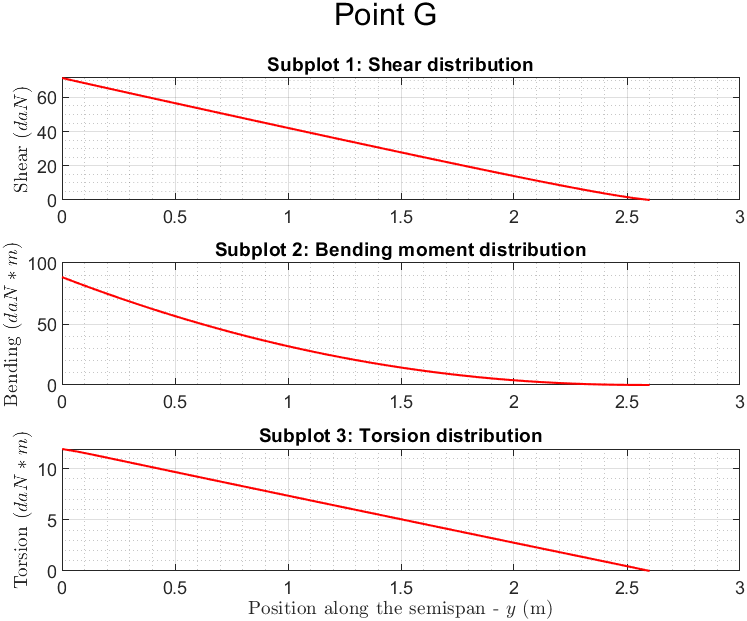 Point G
Subplot 1: Shear distribution
Shear (daN)
60
40
20
0
0 0.5 1 1.5 2 2.5 3
Subplot 2: Bending moment distribution
Bending (daN * m)
100
50
0
0 0.5 1 1.5 2 2.5 3
Subplot 3: Torsion distribution
Torsion (daN * m)
10
5
0
0 0.5 1 1.5 2 2.5 3
Position along the semispan - y (m)